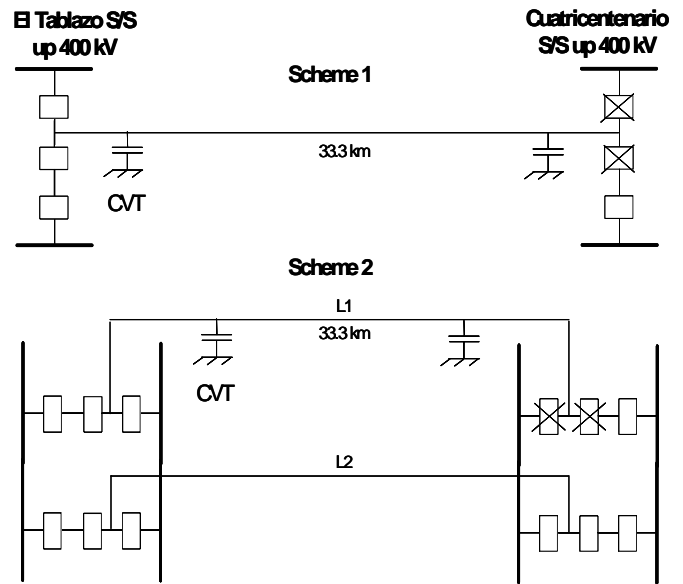 El Tablazo S/S
up 400 kV
Cuatricentenario
S/S up 400 kV
Scheme 1
33.3 km
CVT
Scheme 2
L1
33.3 km
CVT
L2